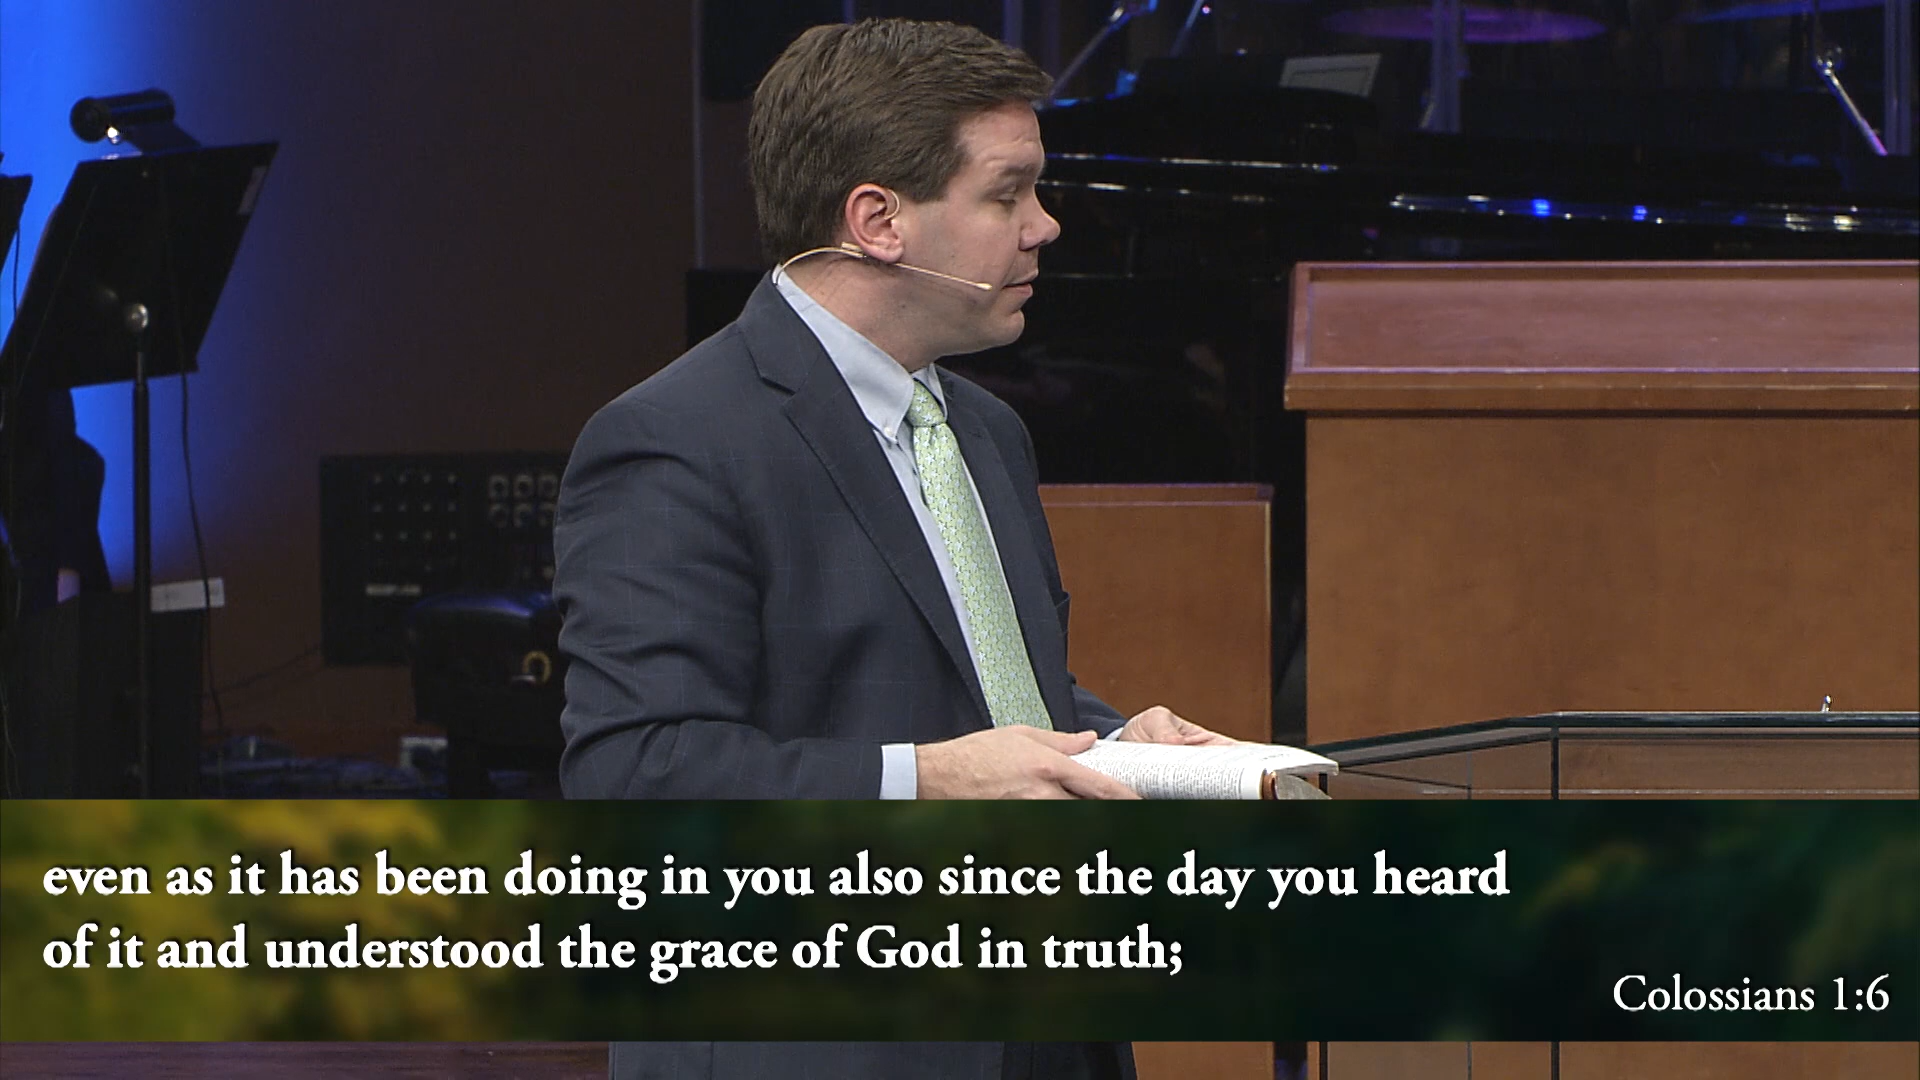 even as it has been doing in you also since the day you heard
of it and understood the grace of God in truth;
Colossians 1:6